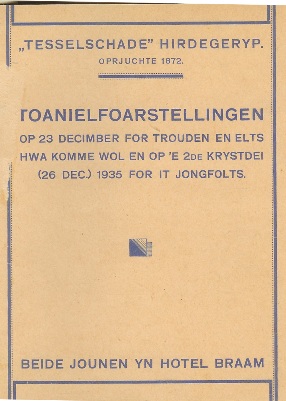 „TESSELSCHADE” HIRDEGERYP.
OPRJUCHTE 1872.
TOANIELFOARSTELLINGEN
OP 23 DECIMBER FOR TROUDEN EN ELTS
HWA KOMME WOL EN OP 'E 2DE KRYSTDEI
(26 DEC.) 1935 FOR IT JONGFOLTS.
BEIDE JOUNEN YN HOTEL BRAAM